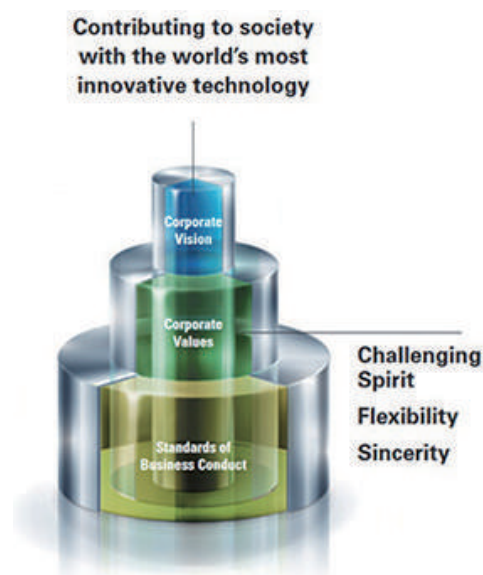 Contributing to society
with the world's most
innovative technology
Corporate
Vision
Corporate
Values
Challenging
Spirit
Flexibility
Sincerity
Standards of
Business Conduct